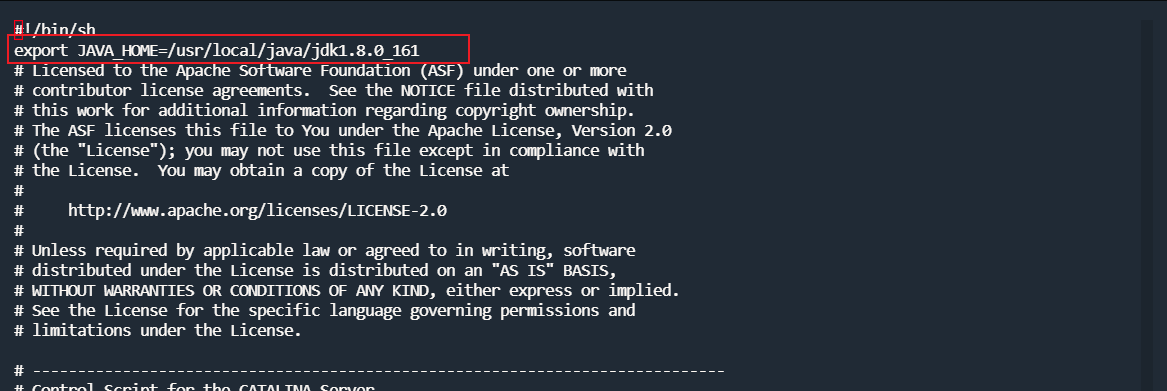 #!/bin/sh
export JAVA_HOME=/usr/local/java/jdk1.8.0_161
# Licensed to the Apache Software Foundation (ASF) under one or more
# contributor license agreements.  See the NOTICE file distributed with
# this work for additional information regarding copyright ownership.
# The ASF licenses this file to You under the Apache License, Version 2.0
# (the "License"); you may not use this file except in compliance with
# the License.  You may obtain a copy of the License at
#
#     http://www.apache.org/licenses/LICENSE-2.0
#
# Unless required by applicable law or agreed to in writing, software
# distributed under the License is distributed on an "AS IS" BASIS,
# WITHOUT WARRANTIES OR CONDITIONS OF ANY KIND, either express or implied.
# See the License for the specific language governing permissions and
# limitations under the License.

# -----------------------------------------------------------------------------
# Control Script for the CATALINA Server